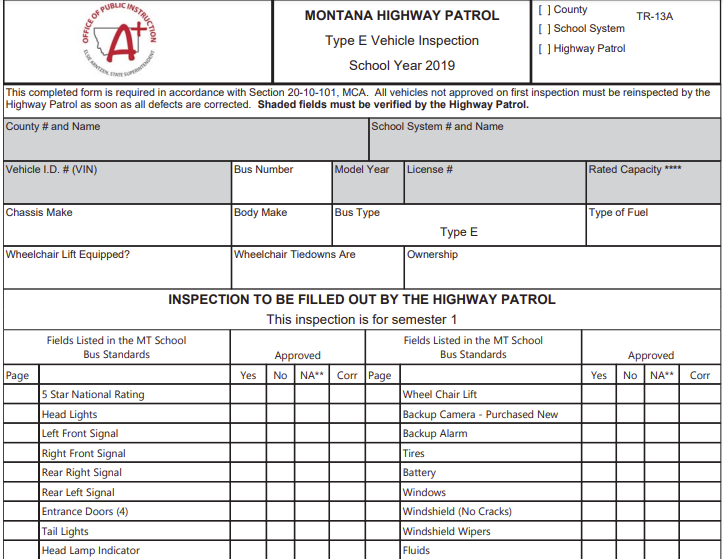 OFFICE OF PUBLIC INSTRUCTION
A+
ELSIE ARNTZEN, STATE SUPERINTENDENT
MONTANA HIGHWAY PATROL
Type E Vehicle Inspection
School Year 2019
[ ] County
TR-13A
[ ] School System
[ ] Highway Patrol
This completed form is required in accordance with Section 20-10-101, MCA. All vehicles not approved on first inspection must be reinspected by the
Highway Patrol as soon as all defects are corrected. Shaded fields must be verified by the Highway Patrol.
County # and Name
School System # and Name
Vehicle I.D. # (VIN)
Bus Number
Model Year
License #
Rated Capacity ****
Chassis Make
Body Make
Bus Type
Type E
Type of Fuel
Wheelchair Lift Equipped?
Wheelchair Tiedowns Are
Ownership
INSPECTION TO BE FILLED OUT BY THE HIGHWAY PATROL
This inspection is for semester 1
Fields Listed in the MT School
Bus Standards
Approved
Fields Listed in the MT School
Bus Standards
Approved
Page
Yes
No
NA**
Corr
Page
Yes
No
NA**
Corr
5 Star National Rating
Wheel Chair Lift
Head Lights
Backup Camera - Purchased New
Left Front Signal
Backup Alarm
Right Front Signal
Tires
Rear Right Signal
Battery
Rear Left Signal
Windows
Entrance Doors (4)
Windshield (No Cracks)
Tail Lights
Windshield Wipers
Head Lamp Indicator
Fluids